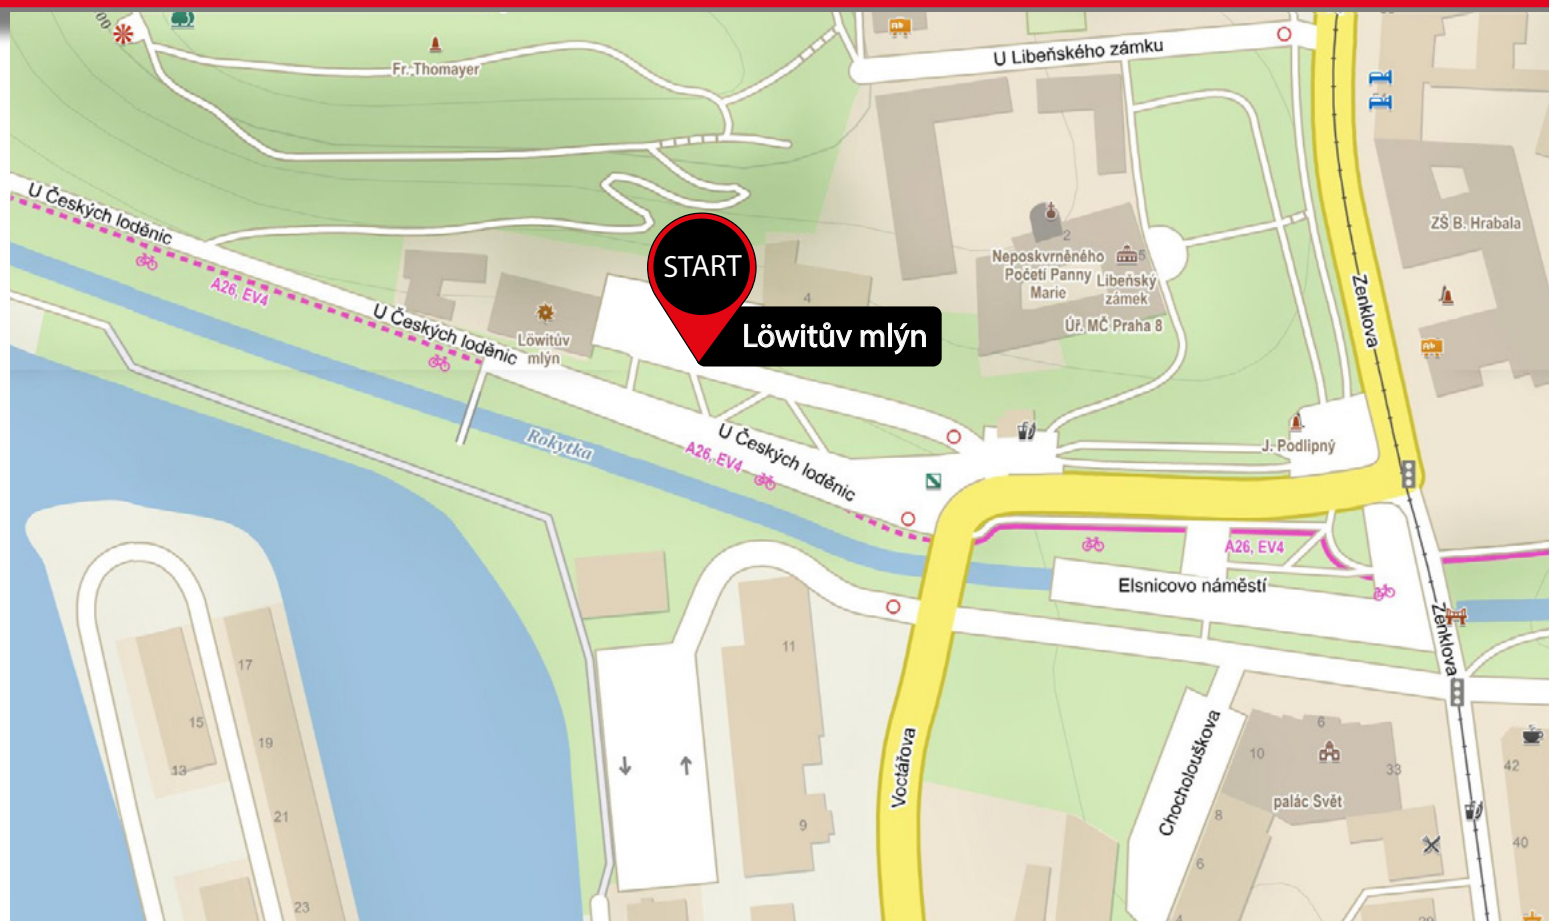 00
Fr. Thomayer
U Libeňského zámku
U Českých loděnic
A26, EV4
ZŠ B. Hrabala
2
5
Neposkvrněného
Početí Panny
Marie
Libeňský
zámek
Úř. MČ Praha 8
START
4
Zenklova
U Českých loděnic
Löwitův
mlýn
Löwitův mlýn
Rokytka
U Českých loděnic
A26, EV4
J. Podlipný
A26, EV4
Elsnicovo náměstí
Zenklova
11
17
15
19
13
21
23
9
Voctářova
Chocholouškova
6
10
33
palác Svět
8
6
4
42
40